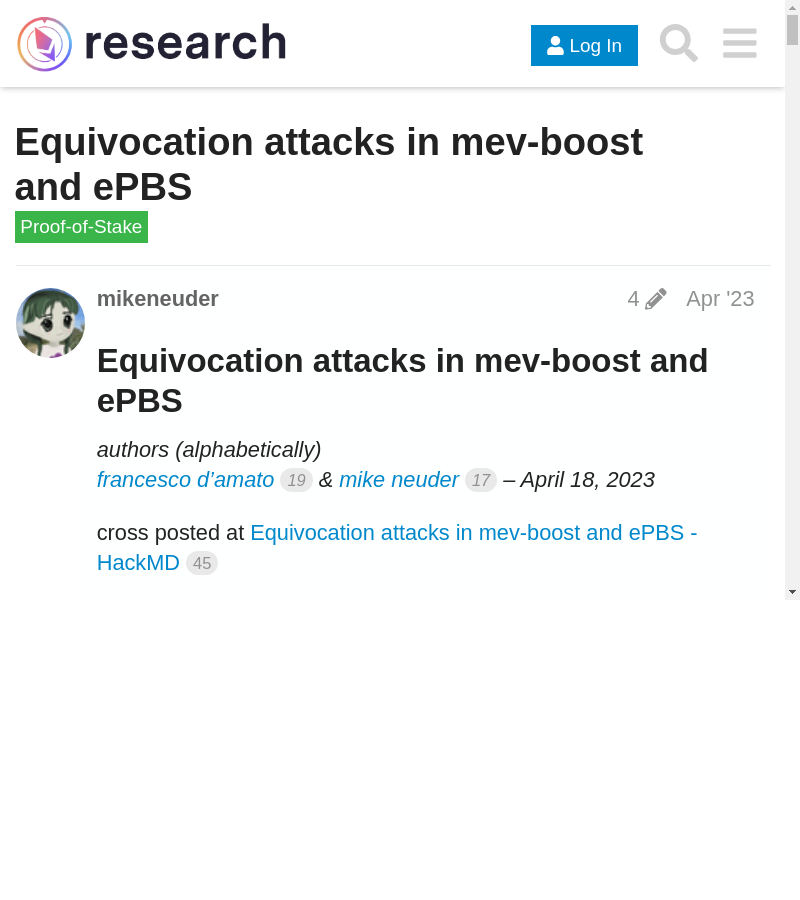 research
Log In
Equivocation attacks in mev-boost
and ePBS
Proof-of-Stake
mikeneuder
4
Apr '23
Equivocation attacks in mev-boost and
ePBS
authors (alphabetically)
francesco d’amato 19 & mike neuder 17 – April 18, 2023
cross posted at Equivocation attacks in mev-boost and ePBS -
HackMD 45